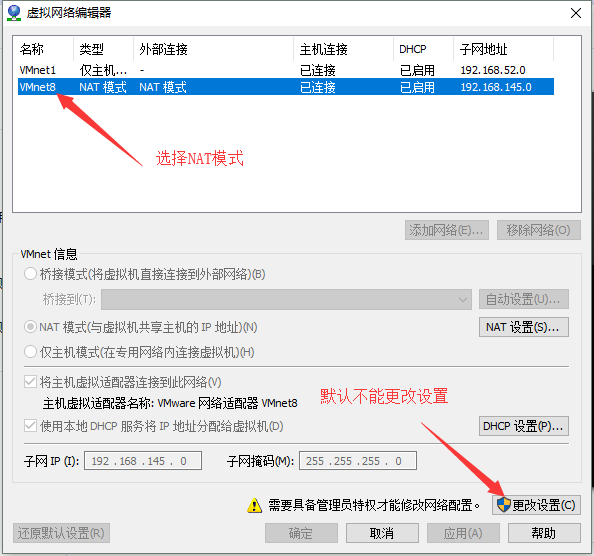 虚拟网络编辑器
名称 类型 外部连接 主机连接 DHCP 子网地址
VMnet1 仅主机... - 已连接 已启用 192.168.52.0
VMnet8 NAT 模式 NAT 模式 已连接 已启用 192.168.145.0
选择NAT模式
添加网络(E)... 移除网络(O)
VMnet 信息
桥接模式(将虚拟机直接连接到外部网络)(B)
桥接到(T): 自动设置(U)...
NAT 模式(与虚拟机共享主机的 IP 地址)(N) NAT 设置(S)...
仅主机模式(在专用网络内连接虚拟机)(H)
将主机虚拟适配器连接到此网络(V)
主机虚拟适配器名称: VMware 网络适配器 VMnet8
默认不能更改设置
使用本地 DHCP 服务将 IP 地址分配给虚拟机(D) DHCP 设置(P)...
子网 IP (I): 192 . 168 . 145 . 0 子网掩码(M): 255 . 255 . 255 . 0
需要具备管理员特权才能修改网络配置。 更改设置(C)
还原默认设置(R) 确定 取消 应用(A) 帮助